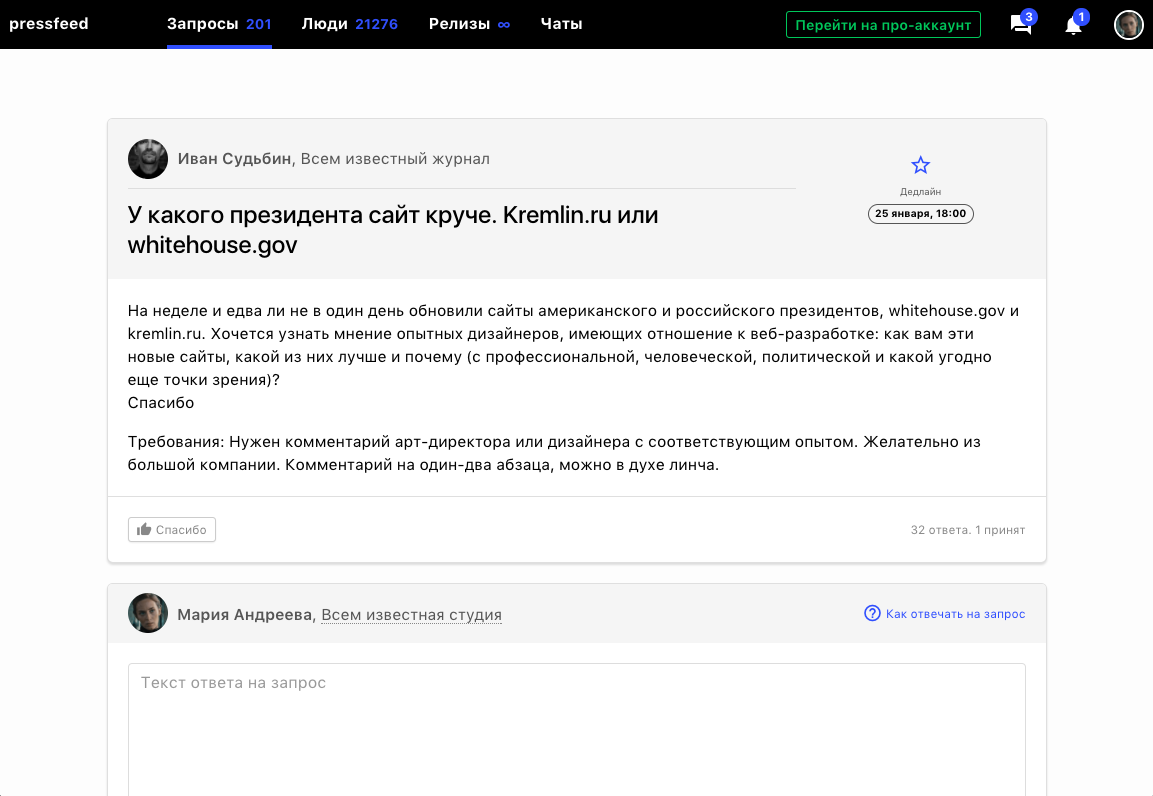 pressfeed
Запросы 201
Люди 21276
Релизы ∞
Чаты
Перейти на про-аккаунт
3
1
Иван Судьбин, Всем известный журнал
У какого президента сайт круче. Kremlin.ru или
whitehouse.gov
Дедлайн
25 января, 18:00
На неделе и едва ли не в один день обновили сайты американского и российского президентов, whitehouse.gov и
kremlin.ru. Хочется узнать мнение опытных дизайнеров, имеющих отношение к веб-разработке: как вам эти
новые сайты, какой из них лучше и почему (с профессиональной, человеческой, политической и какой угодно
еще точки зрения)?
Спасибо
Требования: Нужен комментарий арт-директора или дизайнера с соответствующим опытом. Желательно из
большой компании. Комментарий на один-два абзаца, можно в духе линча.
Спасибо
32 ответа. 1 принят
Мария Андреева, Всем известная студия
Как отвечать на запрос
Текст ответа на запрос